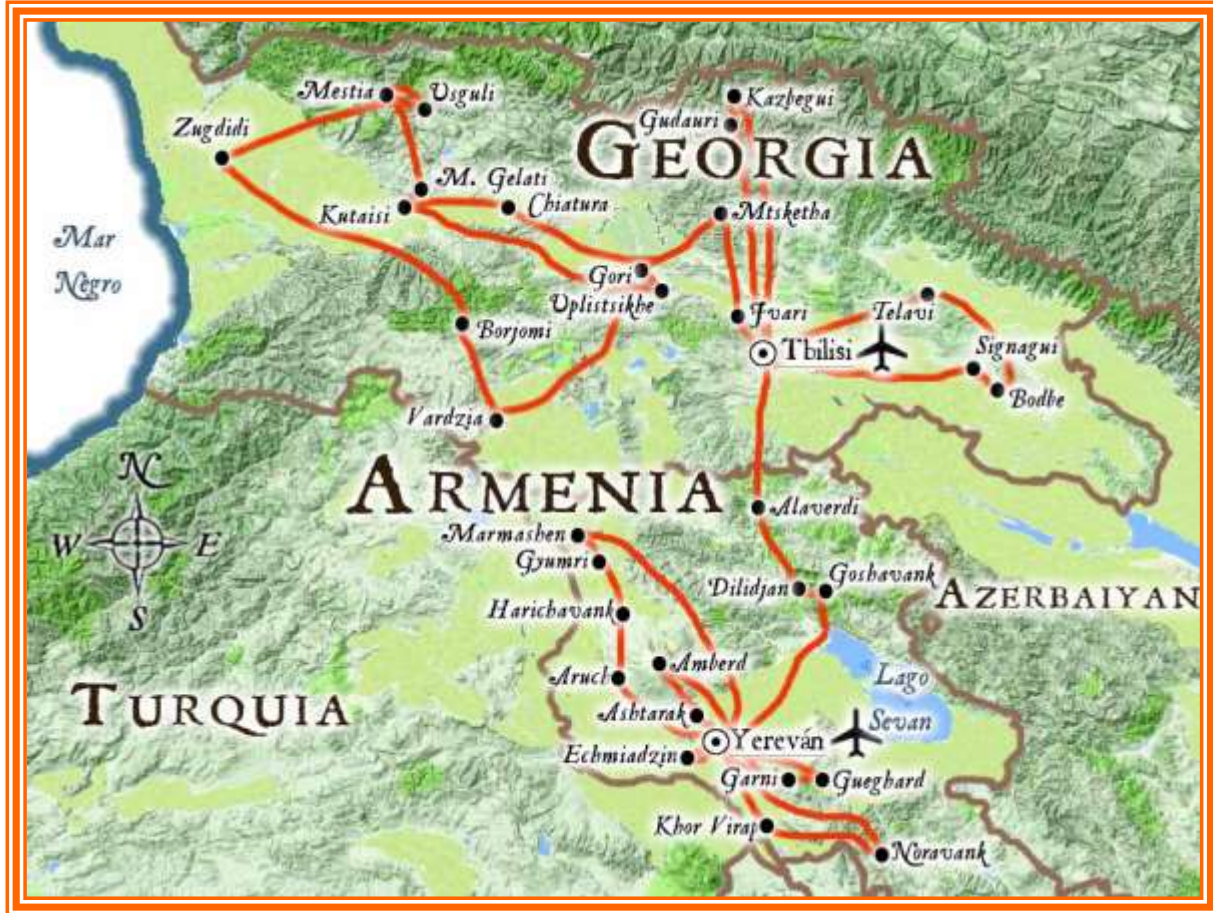 Mestia
Usguli
Kazbegui
Gudauri
Zugdidi
GEORGIA
M. Gelati
Kutaisi
Chiatura
Mtsketha
Mar
Negro
Gori
Uplistsikhe
Telavi
Jvari
Borjomi
Tbilisi
Signagui
Bodbe
Vardzia
N
W
E
S
ARMENIA
Alaverdi
Marmashen
Gyumri
Dilidjan
Goshavank
AZERBAIYAN
Harichavank
Amberd
Aruch
Lago
Sevan
TURQUIA
Ashtarak
Yereván
Echmiadzin
Garni
Gueghard
Khor Virap
Noravank